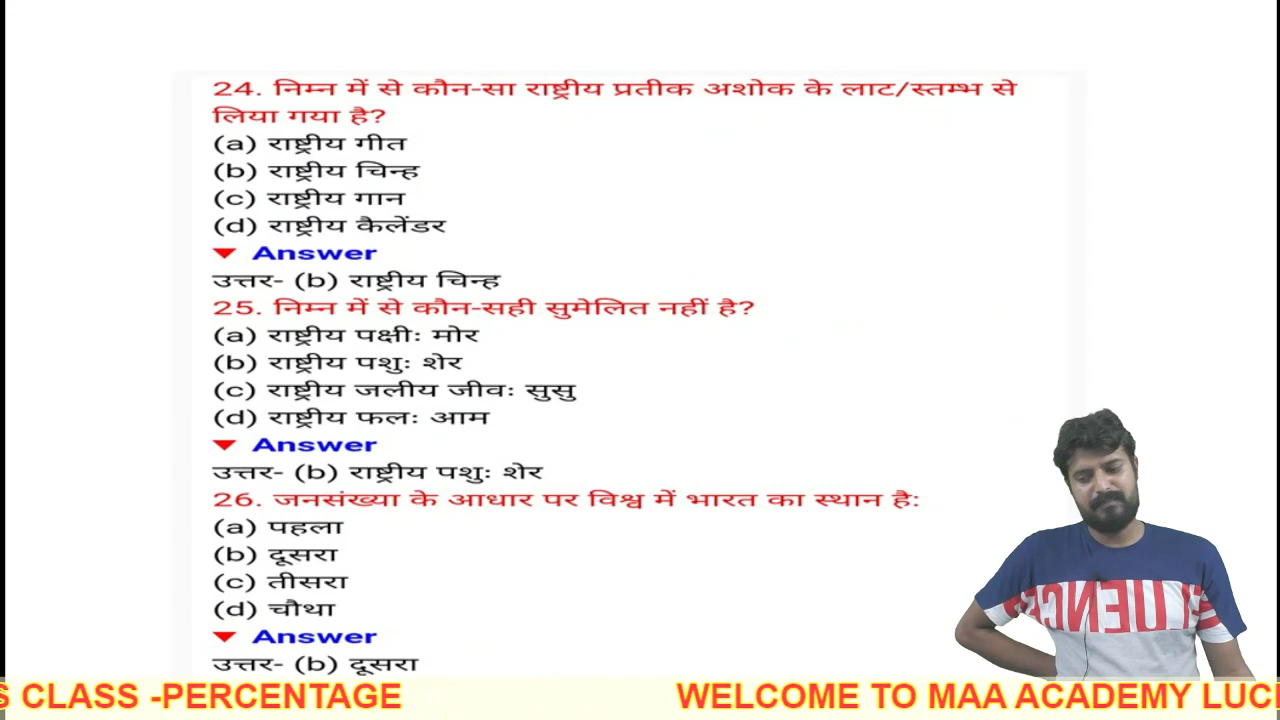 24. निम्न में से कौन-सा राष्ट्रीय प्रतीक अशोक के लाट/स्तम्भ से
लिया गया है?
(a) राष्ट्रीय गीत
(b) राष्ट्रीय चिन्ह
(c) राष्ट्रीय गान
(d) राष्ट्रीय कैलेंडर
Answer
उत्तर- (b) राष्ट्रीय चिन्ह
25. निम्न में से कौन-सही सुमेलित नहीं है?
(a) राष्ट्रीय पक्षीः मोर
(b) राष्ट्रीय पशुः शेर
(c) राष्ट्रीय जलीय जीवः सुसु
(d) राष्ट्रीय फलः आम
Answer
उत्तर- (b) राष्ट्रीय पशुः शेर
26. जनसंख्या के आधार पर विश्व में भारत का स्थान है:
(a) पहला
(b) दूसरा
(c) तीसरा
(d) चौथा
Answer
उत्तर- (b) दूसरा
S CLASS -PERCENTAGE WELCOME TO MAA ACADEMY